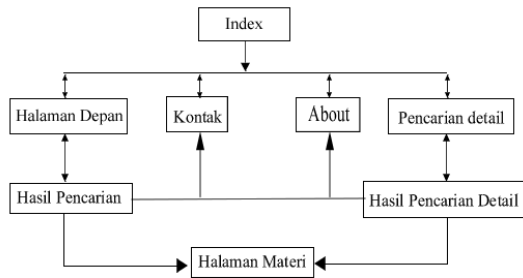 Index
Halaman Depan
Kontak
About
Pencarian detail
Hasil Pencarian
Hasil Pencarian Detail
Halaman Materi